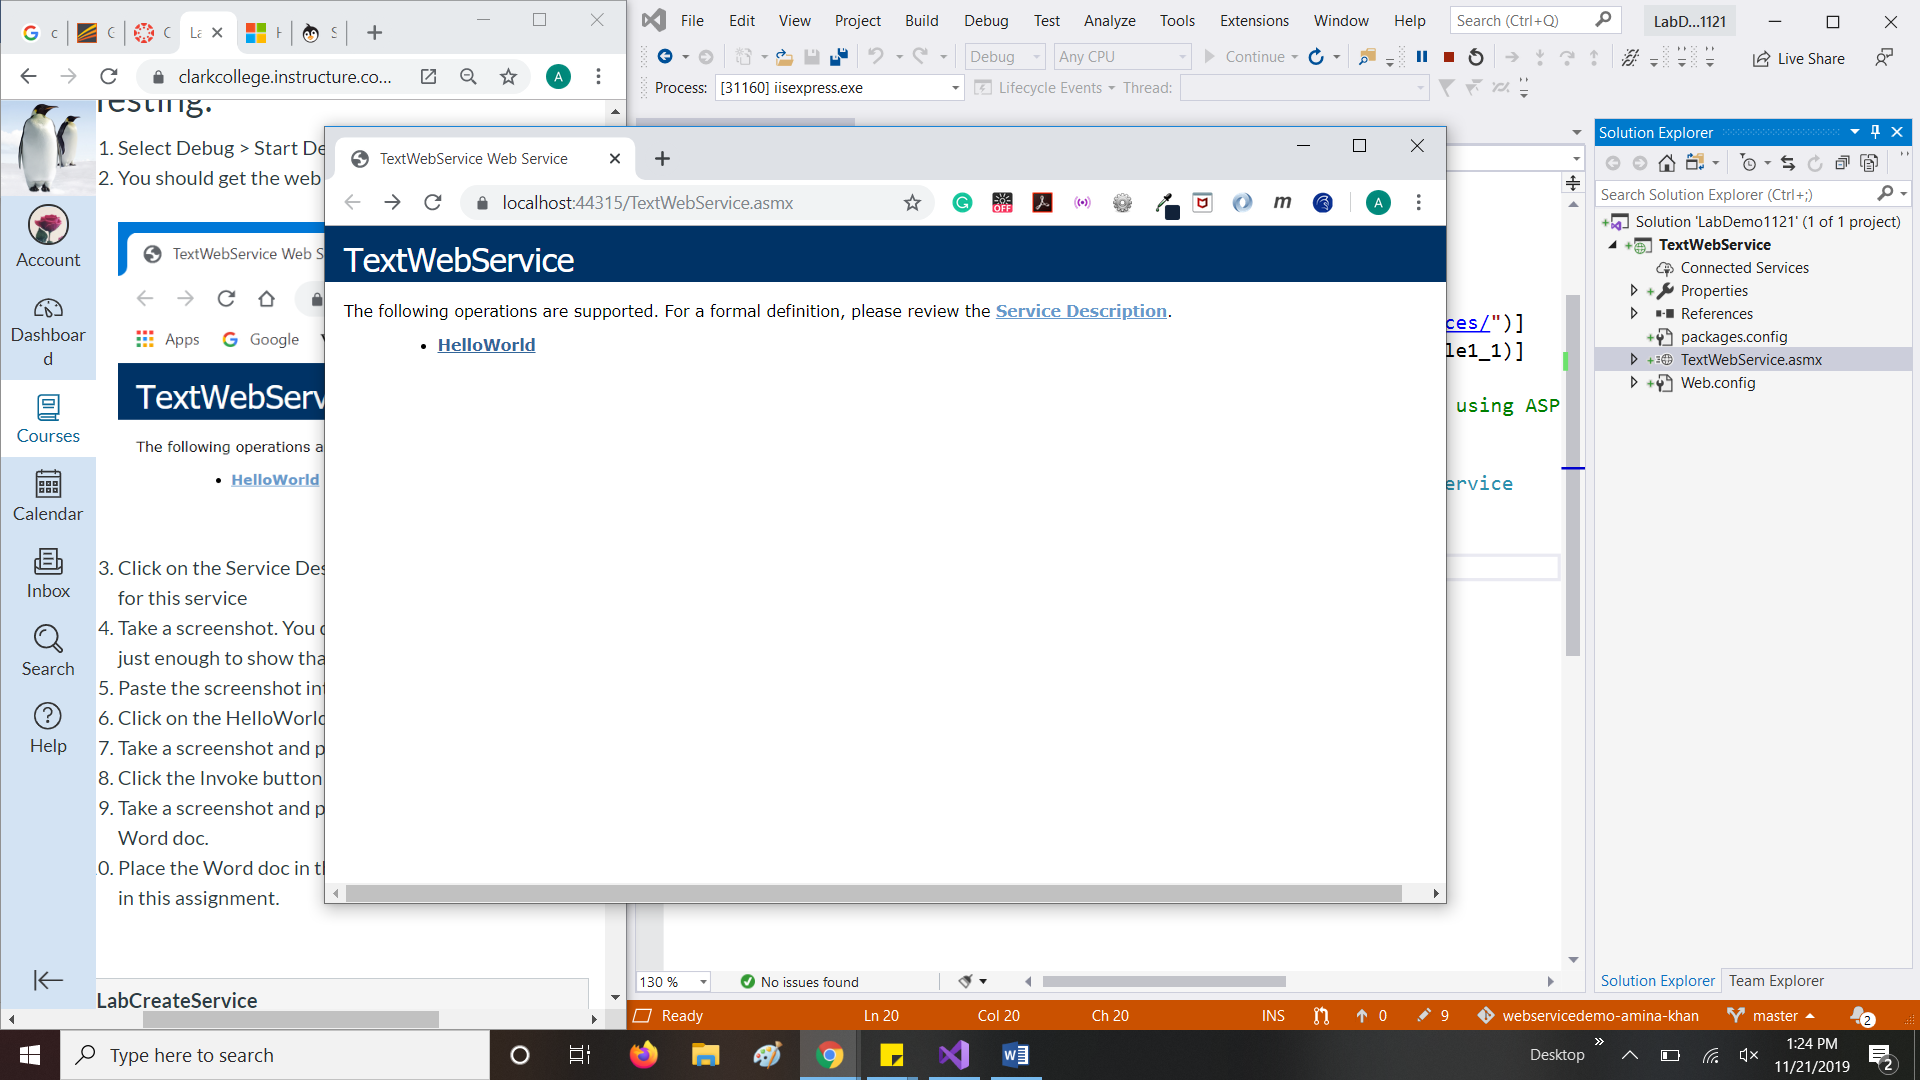 clarkcollege.instructure.co...
A
Testing:
1. Select Debug > Start De
2. You should get the web
TextWebService Web S
Apps
Google
TextWebServ
The following operations a
HelloWorld
3. Click on the Service Des
for this service
4. Take a screenshot. You d
just enough to show tha
5. Paste the screenshot int
6. Click on the HelloWorld
7. Take a screenshot and p
8. Click the Invoke button
9. Take a screenshot and p
Word doc.
0. Place the Word doc in th
in this assignment.
LabCreateService
Account
Dashboar
d
Courses
Calendar
Inbox
Search
Help
TextWebService Web Service
localhost:44315/TextWebService.asmx
OFF
m
A
TextWebService
The following operations are supported. For a formal definition, please review the Service Description.
HelloWorld
File Edit View Project Build Debug Test Analyze Tools Extensions Window Help
Search (Ctrl+Q)
LabD...1121
Debug
Any CPU
Continue
Live Share
Process: [31160] iisexpress.exe
Lifecycle Events
Thread:
ces/")]
le1_1)]
using ASP
ervice
Solution Explorer
Search Solution Explorer (Ctrl+;)
Solution 'LabDemo1121' (1 of 1 project)
TextWebService
Connected Services
Properties
References
packages.config
TextWebService.asmx
Web.config
Solution Explorer
Team Explorer
130 %
No issues found
Ready
Ln 20
Col 20
Ch 20
INS
0
9
webservicedemo-amina-khan
master
2
Type here to search
Desktop
1:24 PM
11/21/2019
2